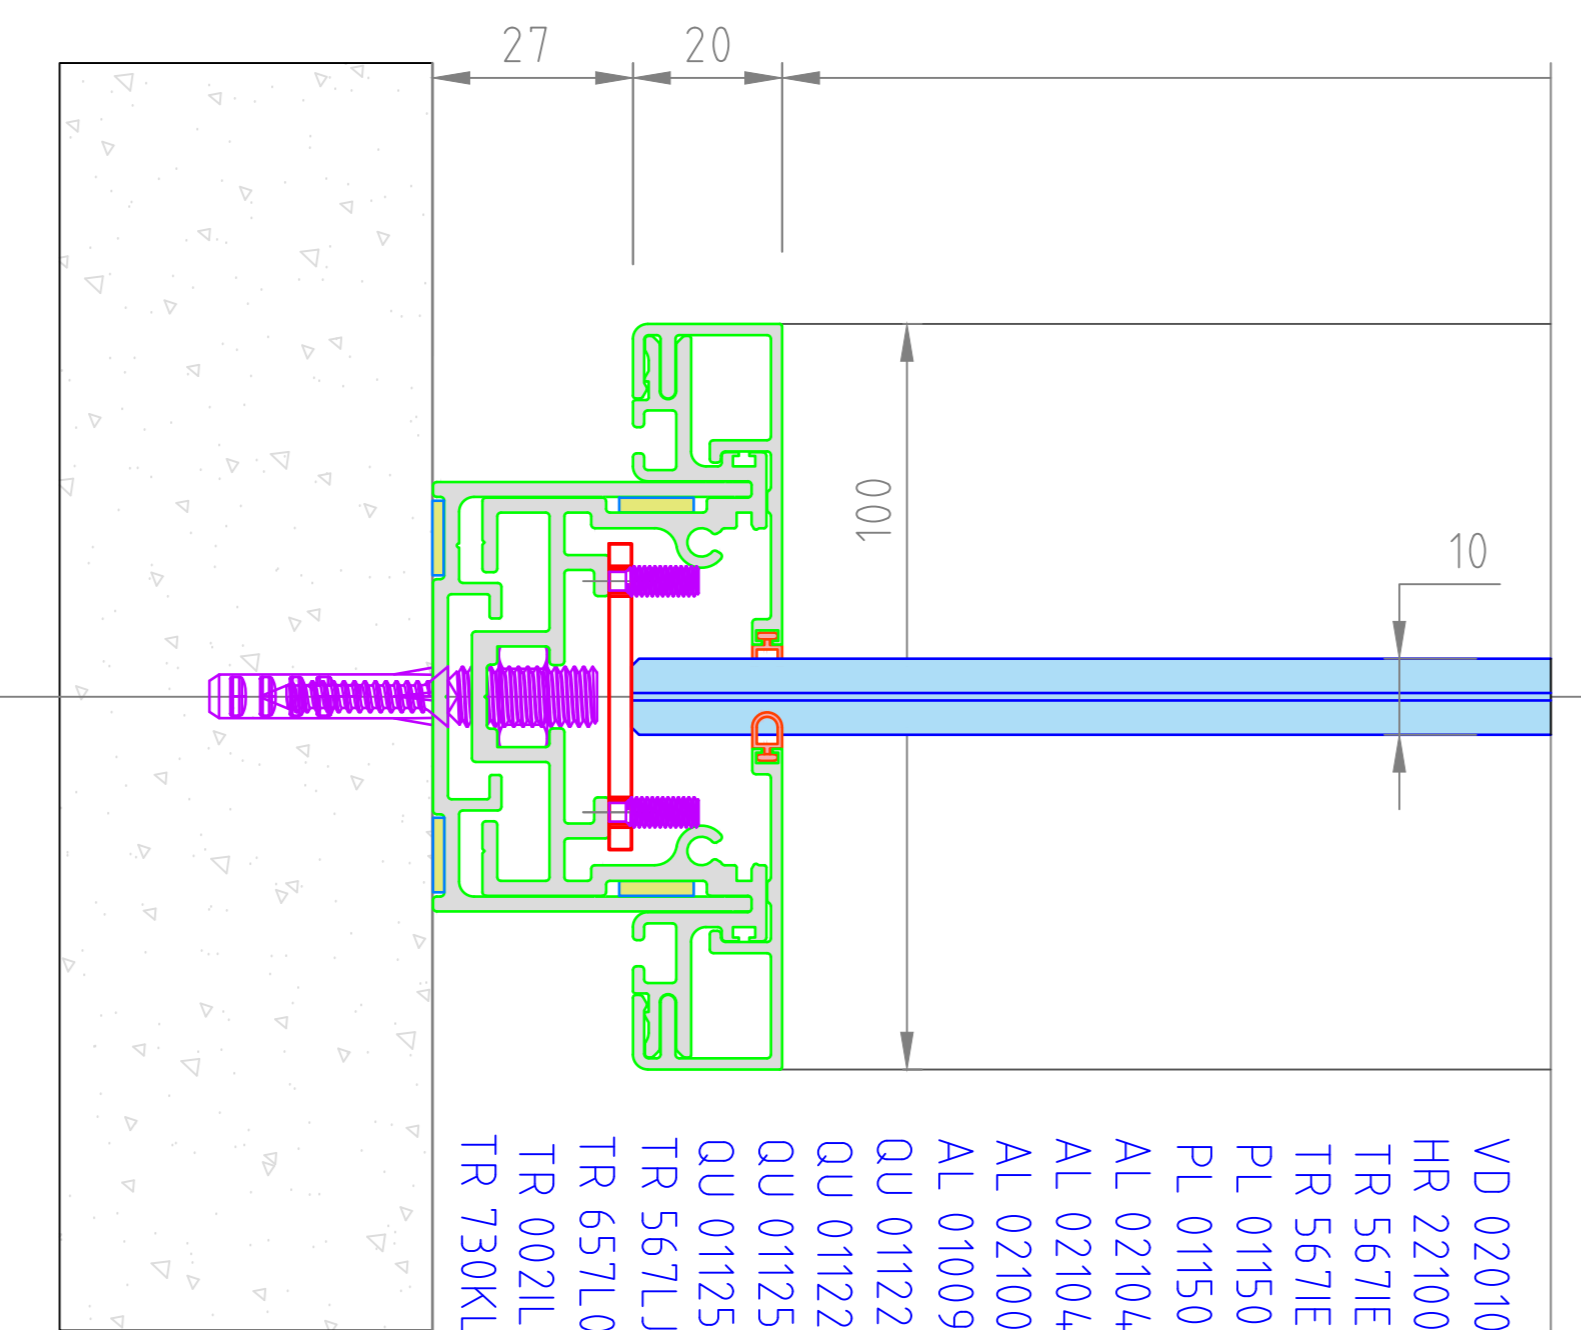 27
20
100
10
VD 02010
HR 22100
TR 567IE
TR 567IE
PL 01150
PL 01150
AL 02104
AL 02104
AL 02100
AL 01009
QU 01122
QU 01122
QU 01125
QU 01125
TR 567LJ
TR 657L0
TR 002IL
TR 730KL